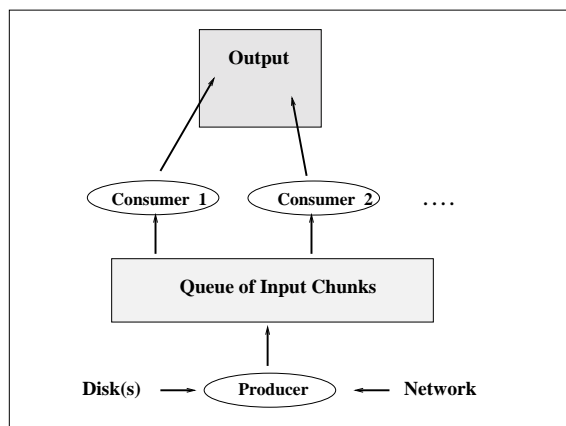 Output
Consumer 1
Consumer 2
....
Queue of Input Chunks
Disk(s)
Producer
Network